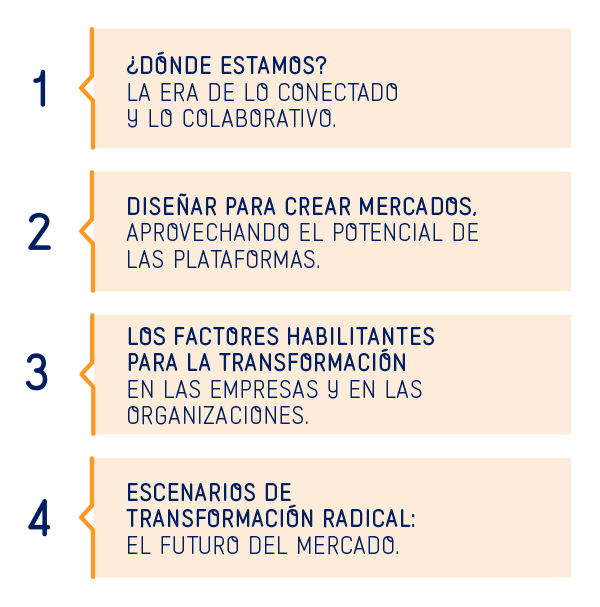 1
¿DÓNDE ESTAMOS?
LA ERA DE LO CONECTADO
Y LO COLABORATIVO.
2
DISEÑAR PARA CREAR MERCADOS,
APROVECHANDO EL POTENCIAL DE
LAS PLATAFORMAS.
3
LOS FACTORES HABILITANTES
PARA LA TRANSFORMACIÓN
EN LAS EMPRESAS Y EN LAS
ORGANIZACIONES.
4
ESCENARIOS DE
TRANSFORMACIÓN RADICAL:
EL FUTURO DEL MERCADO.